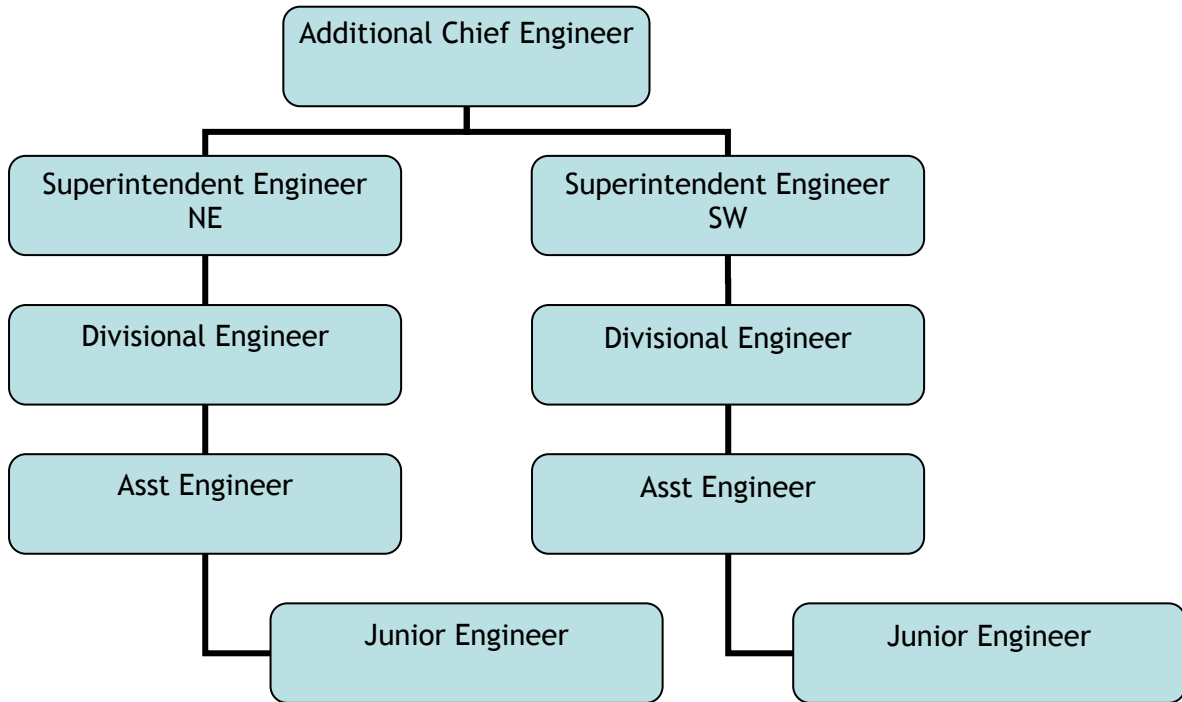 Additional Chief Engineer
Superintendent Engineer
NE
Superintendent Engineer
SW
Divisional Engineer
Divisional Engineer
Asst Engineer
Asst Engineer
Junior Engineer
Junior Engineer